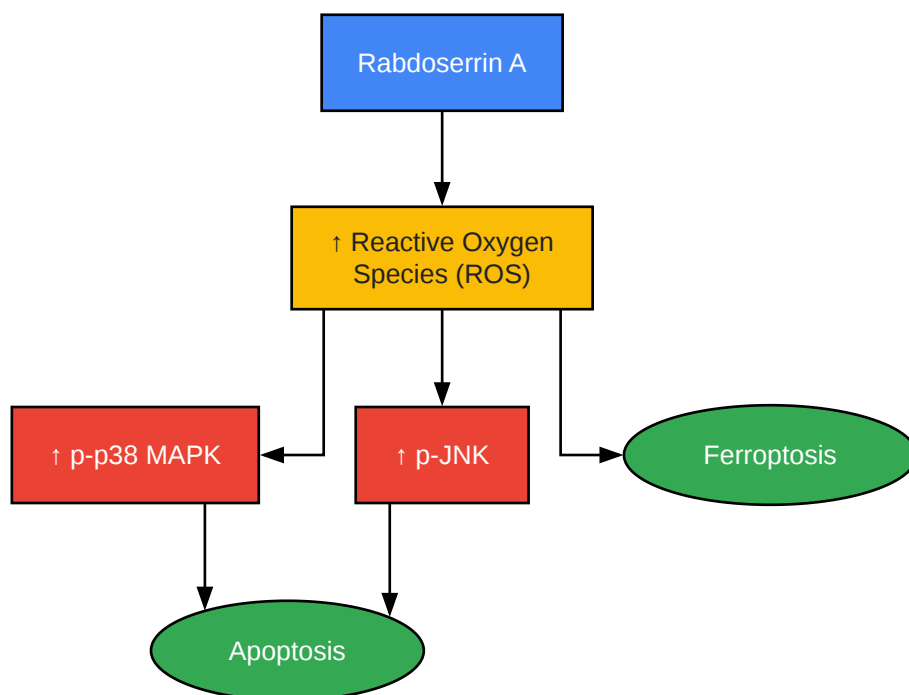 Rabdoserrin A
↑ Reactive Oxygen
Species (ROS)
↑ p-p38 MAPK
↑ p-JNK
Ferroptosis
Apoptosis